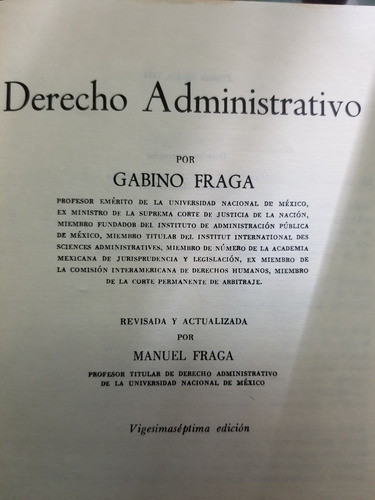 Derecho Administrativo
POR
GABINO FRAGA
PROFESOR EMÉRITO DE LA UNIVERSIDAD NACIONAL DE MÉXICO,
EX MINISTRO DE LA SUPREMA CORTE DE JUSTICIA DE LA NACIÓN,
MIEMBRO FUNDADOR DEL INSTITUTO DE ADMINISTRACIÓN PÚBLICA
DE MÉXICO, MIEMBRO TITULAR DEL INSTITUT INTERNATIONAL DES
SCIENCES ADMINISTRATIVES, MIEMBRO DE NÚMERO DE LA ACADEMIA
MEXICANA DE JURISPRUDENCIA Y LEGISLACIÓN, EX MIEMBRO DE
LA COMISIÓN INTERAMERICANA DE DERECHOS HUMANOS, MIEMBRO
DE LA CORTE PERMANENTE DE ARBITRAJE.
REVISADA Y ACTUALIZADA
POR
MANUEL FRAGA
PROFESOR TITULAR DE DERECHO ADMINISTRATIVO
DE LA UNIVERSIDAD NACIONAL DE MÉXICO
Vigesimaséptima edición